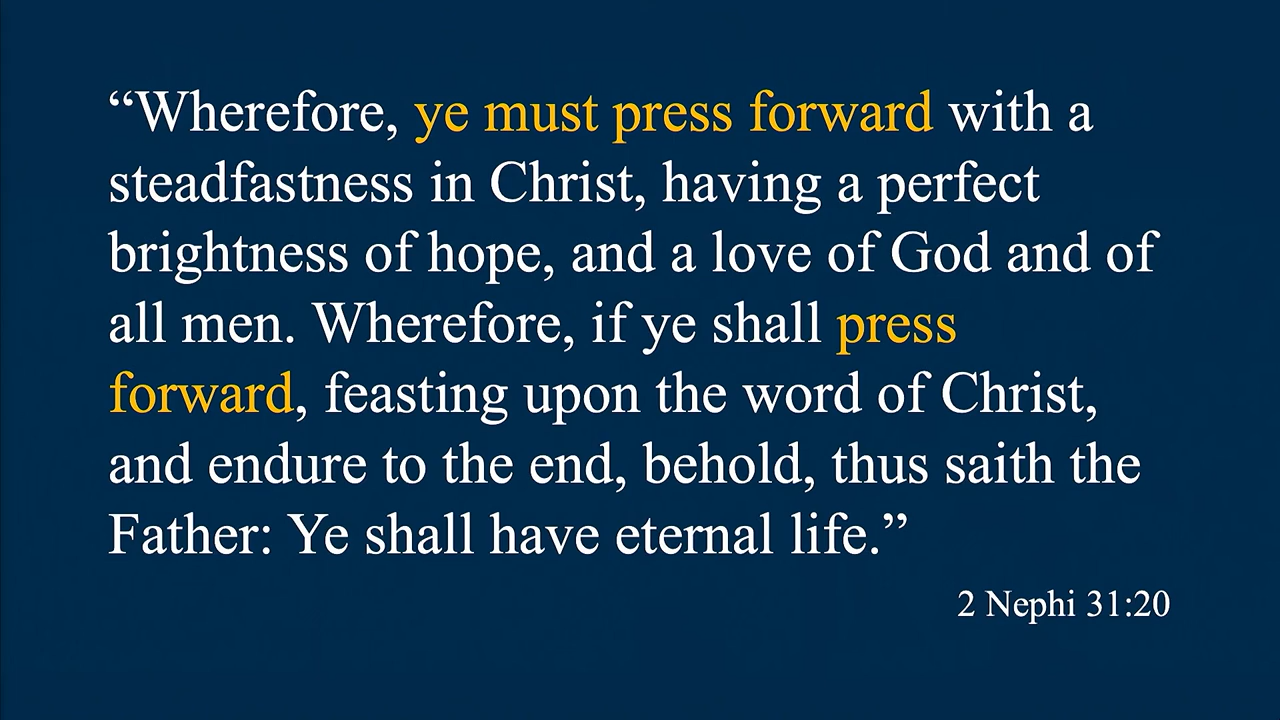 “Wherefore, ye must press forward with a
steadfastness in Christ, having a perfect
brightness of hope, and a love of God and of
all men. Wherefore, if ye shall press
forward, feasting upon the word of Christ,
and endure to the end, behold, thus saith the
Father: Ye shall have eternal life.”
2 Nephi 31:20